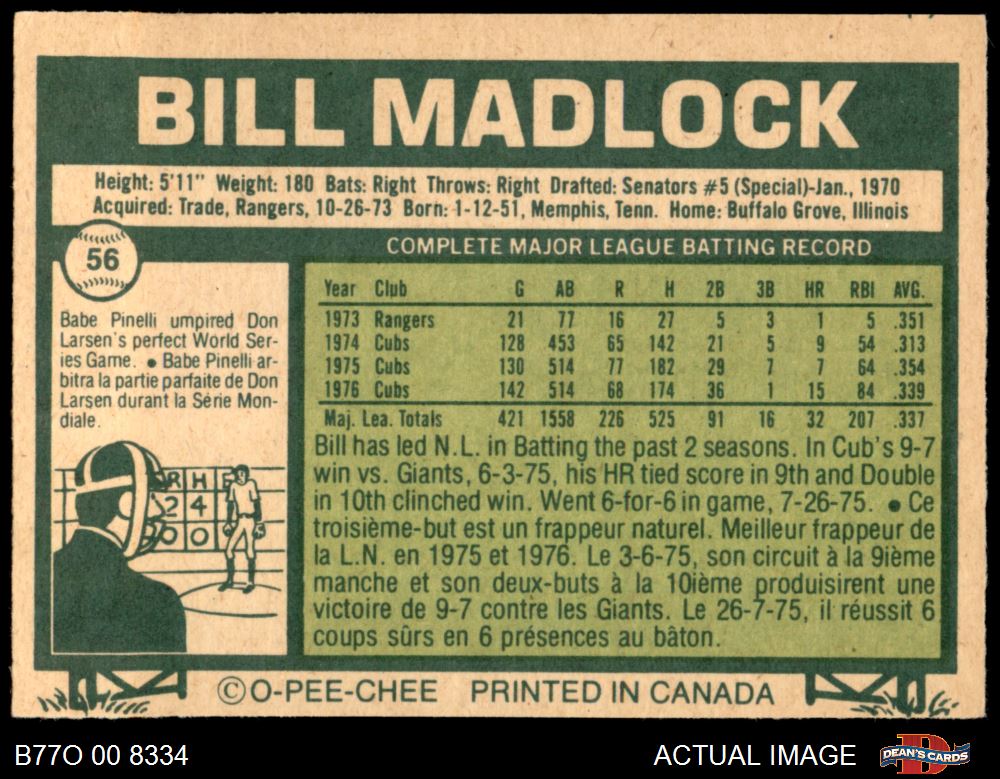 BILL MADLOCK
Height: 5'11" Weight: 180 Bats: Right Throws: Right Drafted: Senators #5 (Special)-Jan., 1970
Acquired: Trade, Rangers, 10-26-73 Born: 1-12-51, Memphis, Tenn. Home: Buffalo Grove, Illinois
56
Babe Pinelli umpired Don
Larsen's perfect World Ser-
ies Game. ● Babe Pinelli ar-
bitra la partie parfaite de Don
Larsen durant la Série Mon-
diale.
R H E
2 4
0 0
COMPLETE MAJOR LEAGUE BATTING RECORD
Year Club G AB R H 2B 3B HR RBI AVG.
1973 Rangers 21 77 16 27 5 3 1 5 .351
1974 Cubs 128 453 65 142 21 5 9 54 .313
1975 Cubs 130 514 77 182 29 7 7 64 .354
1976 Cubs 142 514 68 174 36 1 15 84 .339
Maj. Lea. Totals 421 1558 226 525 91 16 32 207 .337
Bill has led N.L. in Batting the past 2 seasons. In Cub's 9-7
win vs. Giants, 6-3-75, his HR tied score in 9th and Double
in 10th clinched win. Went 6-for-6 in game, 7-26-75. ● Ce
troisième-but est un frappeur naturel. Meilleur frappeur de
la L.N. en 1975 et 1976. Le 3-6-75, son circuit à la 9ième
manche et son deux-buts à la 10ième produisirent une
victoire de 9-7 contre les Giants. Le 26-7-75, il réussit 6
coups sûrs en 6 présences au bâton.
©O-PEE-CHEE PRINTED IN CANADA
B77O 00 8334
ACTUAL IMAGE
DEAN'S CARDS